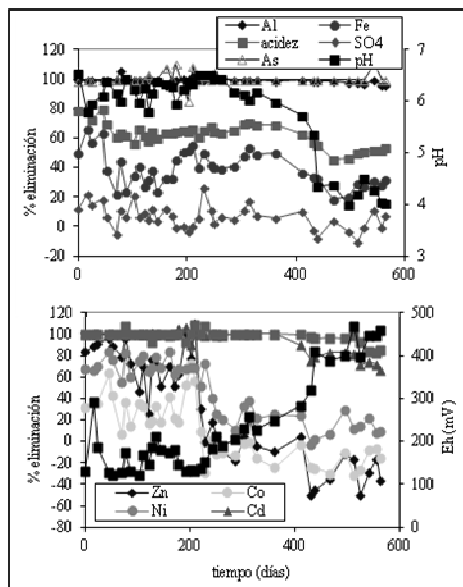 Al Fe
acidez SO4
As pH
120
100
80
60
40
20
0
-20
% eliminación
7
6
5
4
3
pH
0 200 400 600
120
100
80
60
40
20
0
-20
-40
-60
-80
% eliminación
500
400
300
200
100
0
Eh(mV)
Zn Co
Ni Cd
0 200 400 600
tiempo (días)